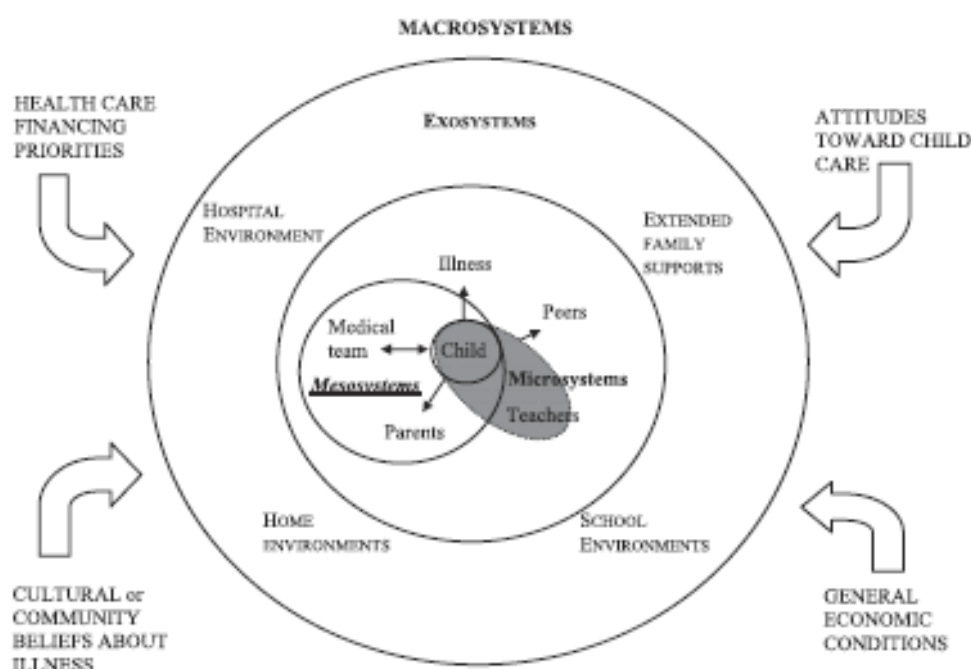 MACROSYSTEMS
HEALTH CARE
FINANCING
PRIORITIES
EXOSYSTEMS
ATTITUDES
TOWARD CHILD
CARE
HOSPITAL
ENVIRONMENT
EXTENDED
FAMILY
SUPPORTS
Illness
Peers
Medical
team
Child
Mesosystems
Microsystems
Teachers
Parents
HOME
ENVIRONMENTS
SCHOOL
ENVIRONMENTS
CULTURAL or
COMMUNITY
BELIEFS ABOUT
ILLNESS
GENERAL
ECONOMIC
CONDITIONS